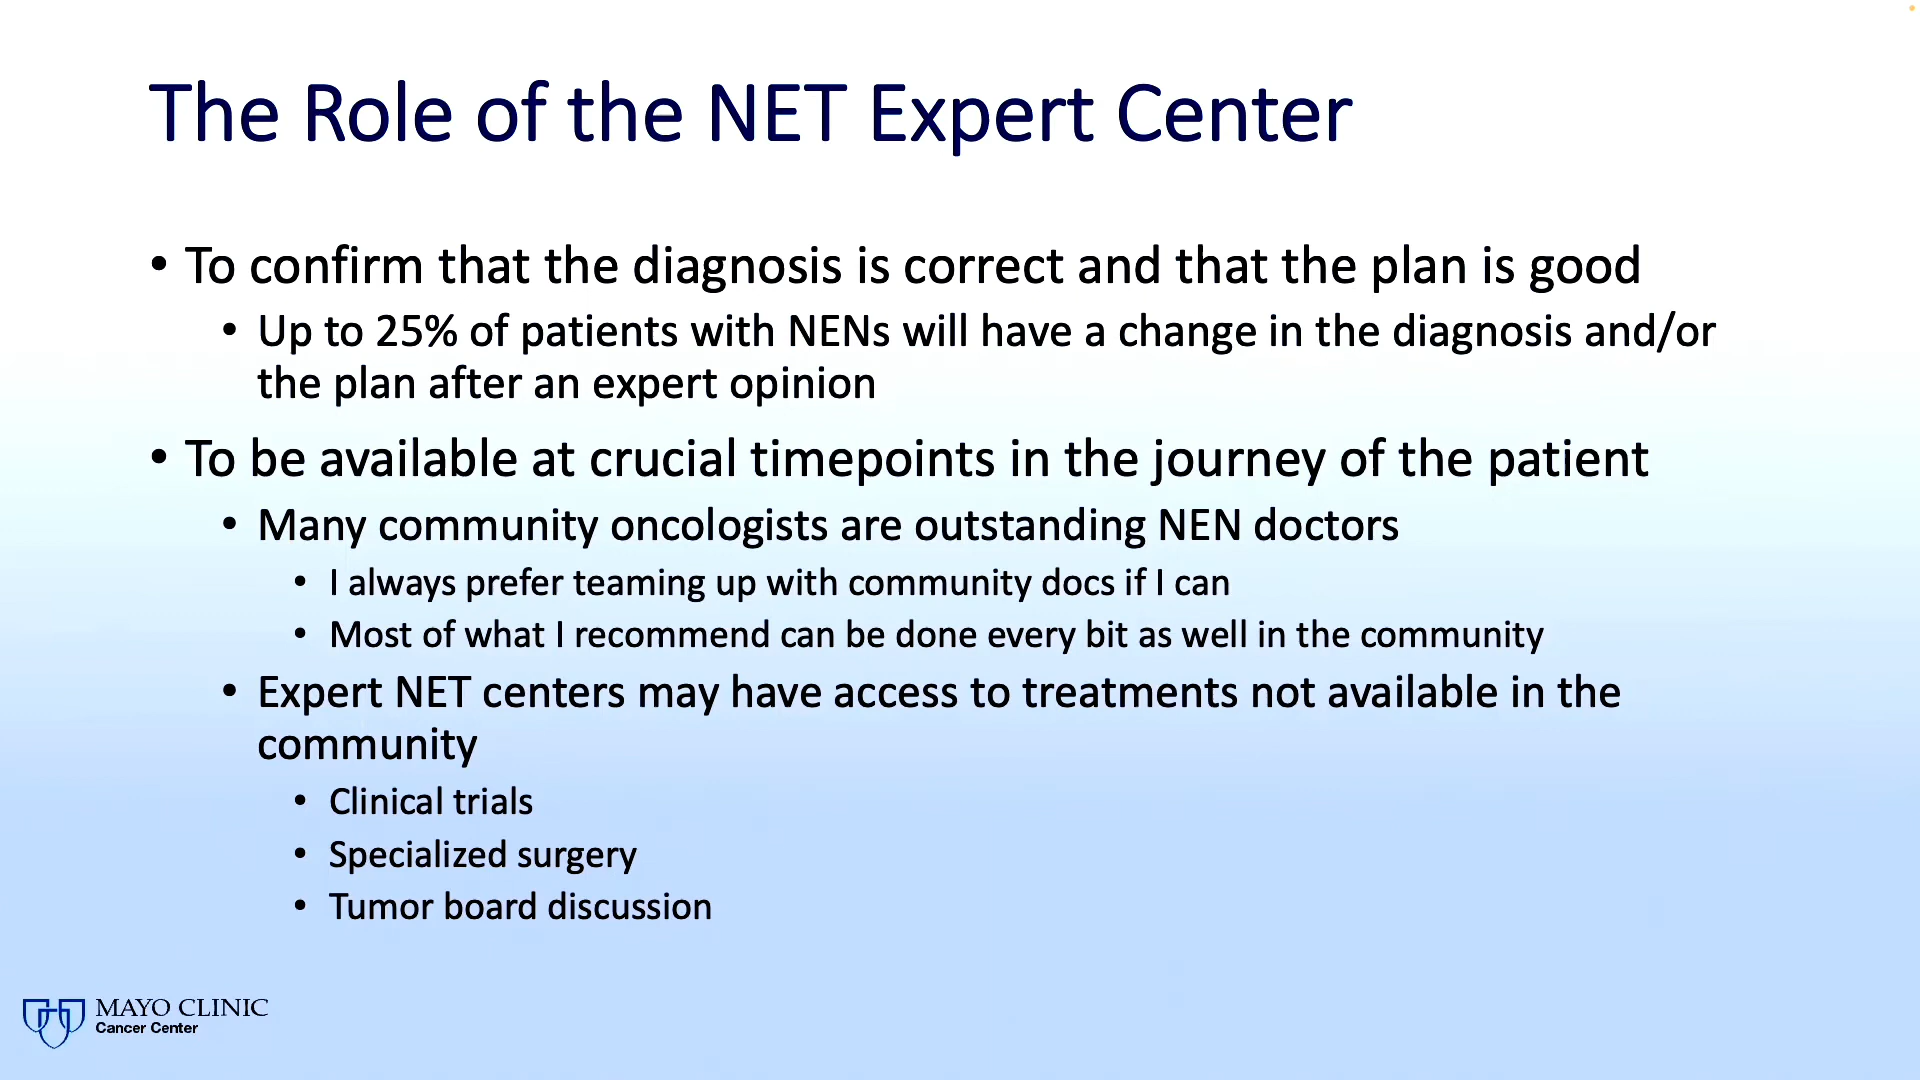 The Role of the NET Expert Center
• To confirm that the diagnosis is correct and that the plan is good
• Up to 25% of patients with NENs will have a change in the diagnosis and/or
the plan after an expert opinion
• To be available at crucial timepoints in the journey of the patient
• Many community oncologists are outstanding NEN doctors
• I always prefer teaming up with community docs if I can
• Most of what I recommend can be done every bit as well in the community
• Expert NET centers may have access to treatments not available in the
community
• Clinical trials
• Specialized surgery
• Tumor board discussion
MAYO CLINIC
Cancer Center